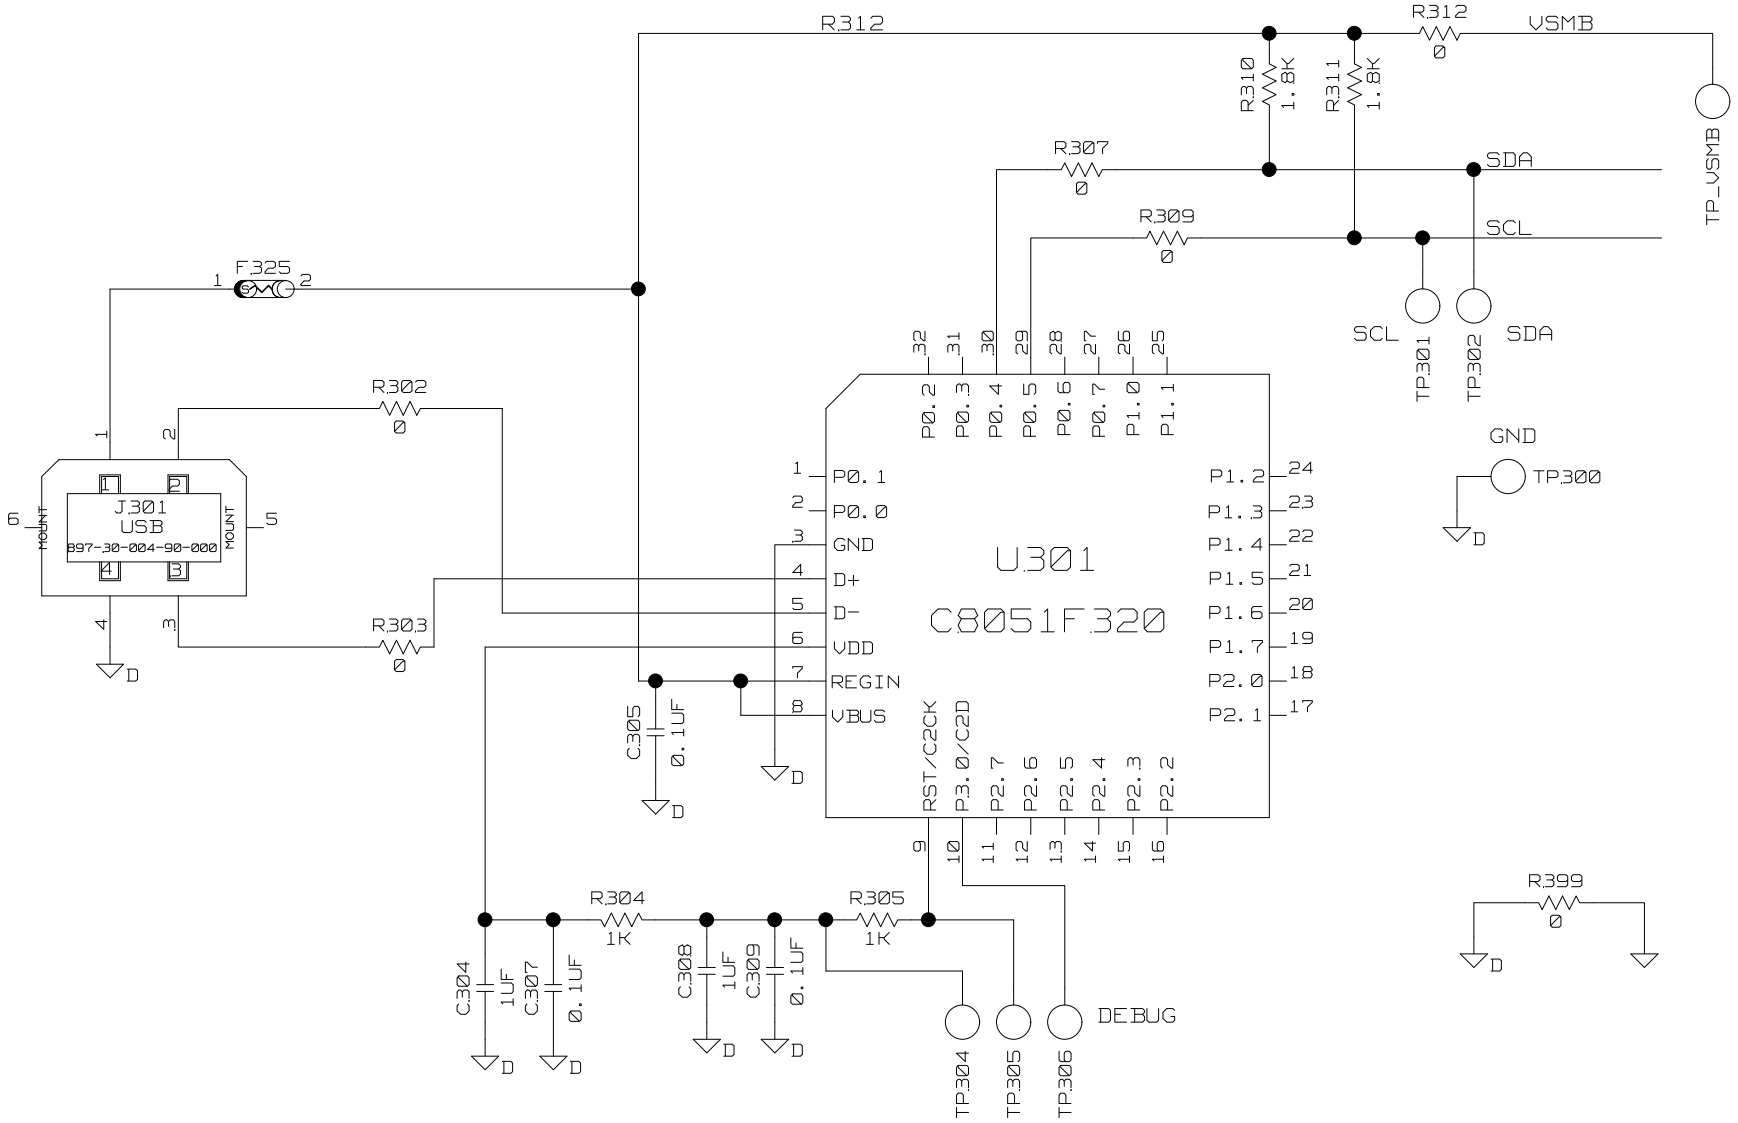 R312
R312
0
VSMB
R310
1.8K
R311
1.8K
TP_VSMB
R307
0
SDA
R309
0
SCL
F325
1
2
S
SCL
TP301
TP302
SDA
32
31
30
29
28
27
26
25
P0.2
P0.3
P0.4
P0.5
P0.6
P0.7
P1.0
P1.1
R302
0
1
2
1
2
J301
USB
897-30-004-90-000
6
MOUNT
MOUNT
5
4
3
4
3
D
R303
0
GND
TP300
D
1 P0.1
2 P0.0
3 GND
4 D+
5 D-
6 VDD
7 REGIN
8 VBUS
U301
C8051F320
P1.2 24
P1.3 23
P1.4 22
P1.5 21
P1.6 20
P1.7 19
P2.0 18
P2.1 17
C305
0.1UF
D
D
RST/C2CK
P3.0/C2D
P2.7
P2.6
P2.5
P2.4
P2.3
P2.2
9
10
11
12
13
14
15
16
R304
1K
R305
1K
R399
0
D
C304
1UF
C307
0.1UF
C308
1UF
C309
0.1UF
D
D
D
D
DEBUG
TP304
TP305
TP306